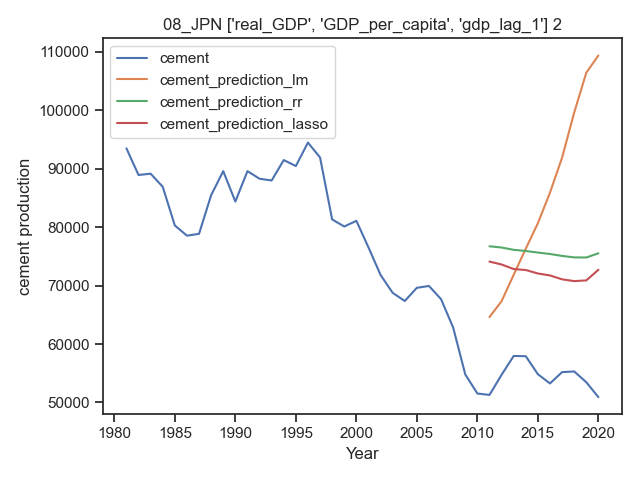 08_JPN ['real_GDP', 'GDP_per_capita', 'gdp_lag_1'] 2
cement
cement_prediction_lm
cement_prediction_rr
cement_prediction_lasso
cement production
110000
100000
90000
80000
70000
60000
50000
1980 1985 1990 1995 2000 2005 2010 2015 2020
Year